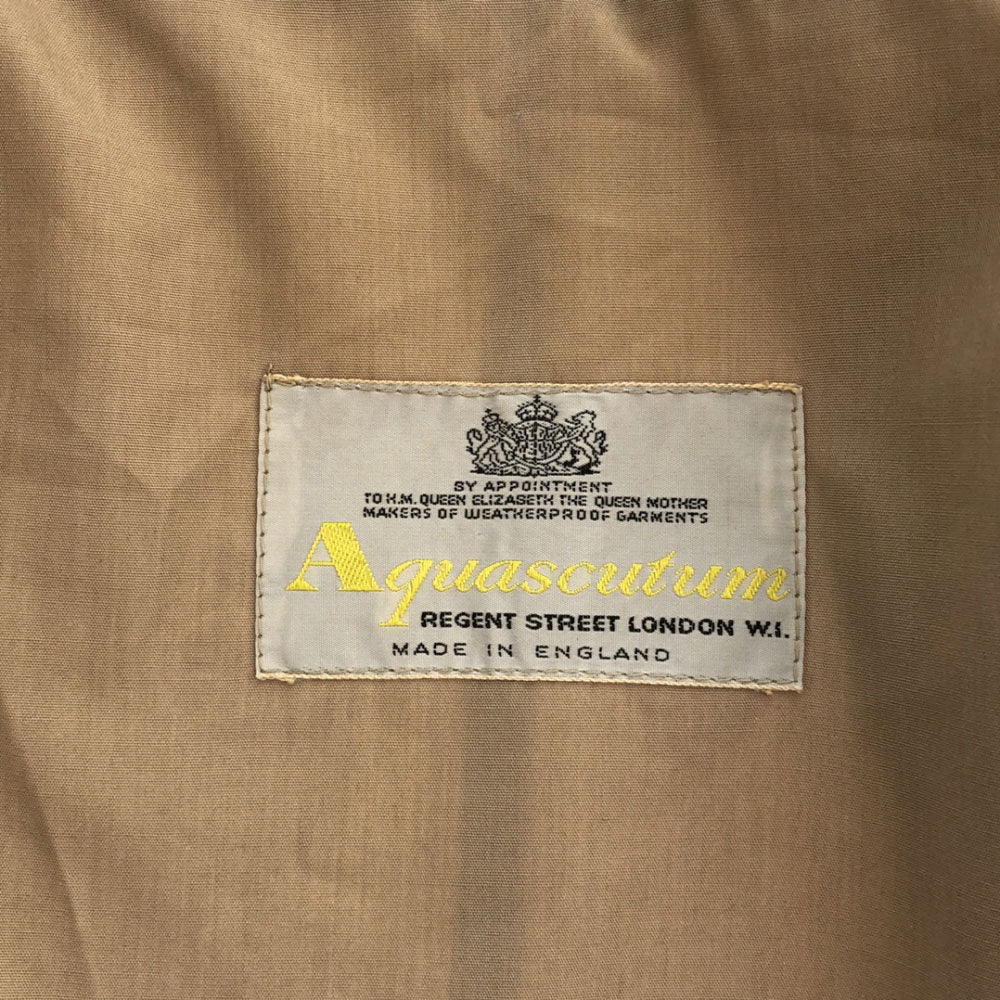 BY APPOINTMENT
TO H.M. QUEEN ELIZABETH THE QUEEN MOTHER
MAKERS OF WEATHERPROOF GARMENTS
Aquascutum
REGENT STREET LONDON W.1.
MADE IN ENGLAND